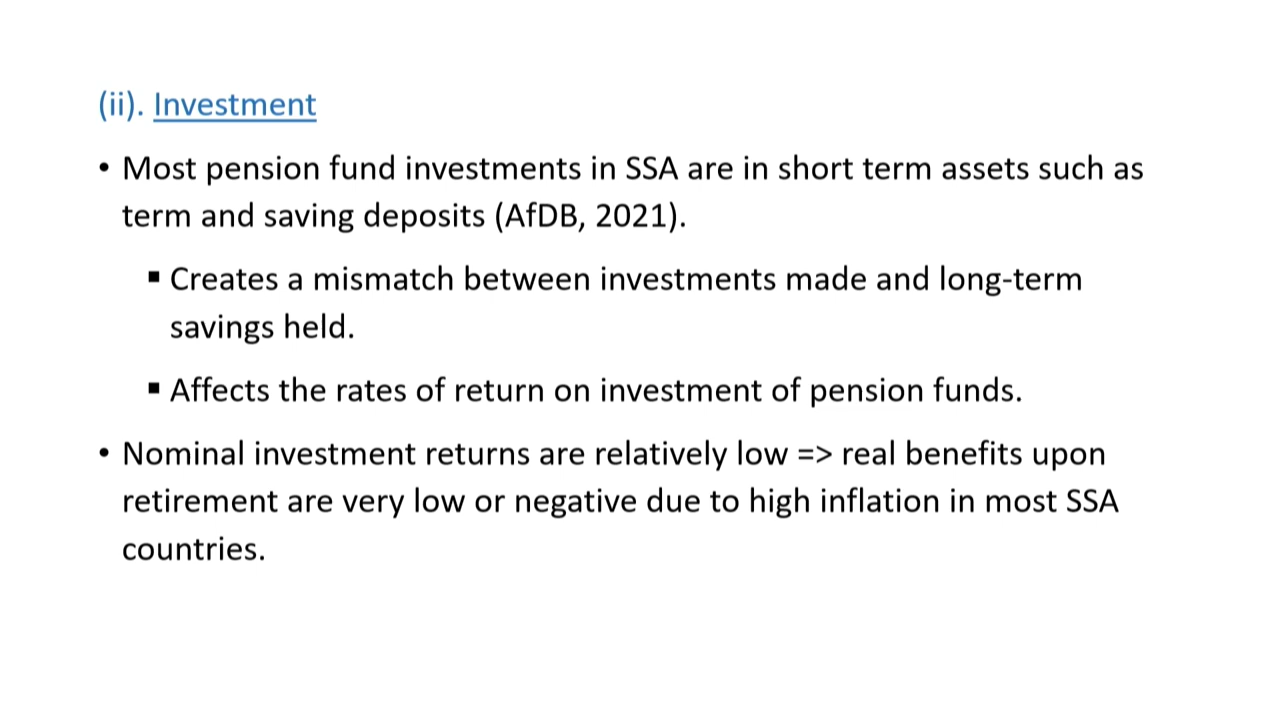 (ii). Investment
• Most pension fund investments in SSA are in short term assets such as
term and saving deposits (AfDB, 2021).
▪ Creates a mismatch between investments made and long-term
savings held.
▪ Affects the rates of return on investment of pension funds.
• Nominal investment returns are relatively low => real benefits upon
retirement are very low or negative due to high inflation in most SSA
countries.